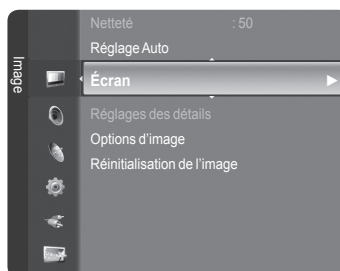 Image
Netteté : 50
Réglage Auto
Écran
Réglages des détails
Options d'image
Réinitialisation de l'image